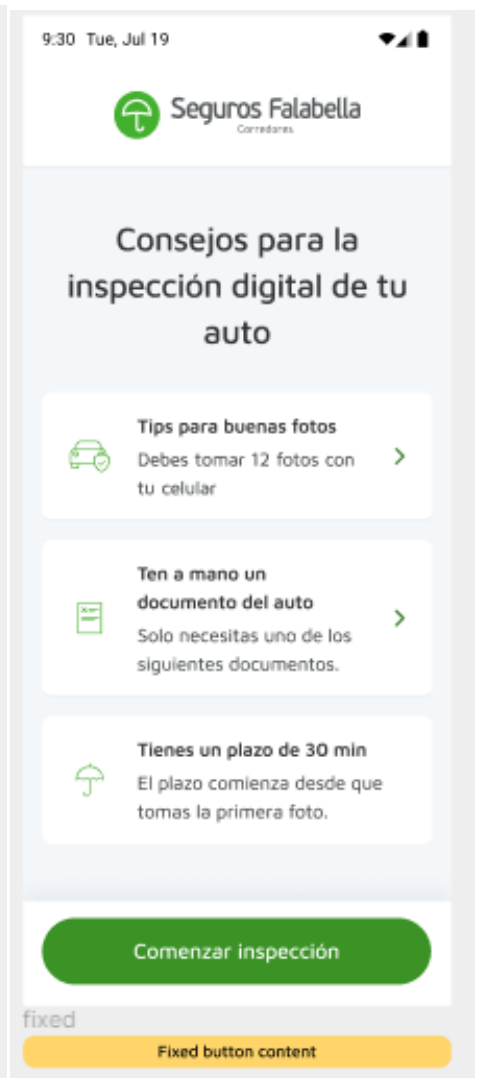 9:30 Tue, Jul 19
Seguros Falabella
Corredores
Consejos para la
inspección digital de tu
auto
Tips para buenas fotos
Debes tomar 12 fotos con
tu celular
Ten a mano un
documento del auto
Solo necesitas uno de los
siguientes documentos.
Tienes un plazo de 30 min
El plazo comienza desde que
tomas la primera foto.
Comenzar inspección
fixed
Fixed button content